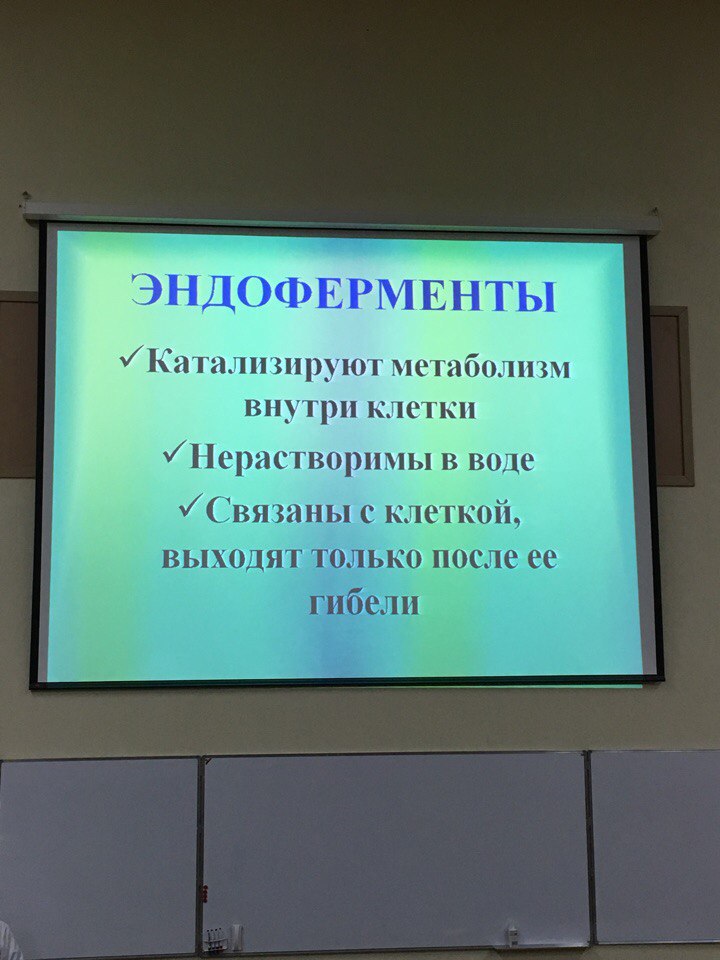 ЭНДОФЕРМЕНТЫ
✓Катализируют метаболизм
внутри клетки
✓Нерастворимы в воде
✓Связаны с клеткой,
выходят только после ее
гибели